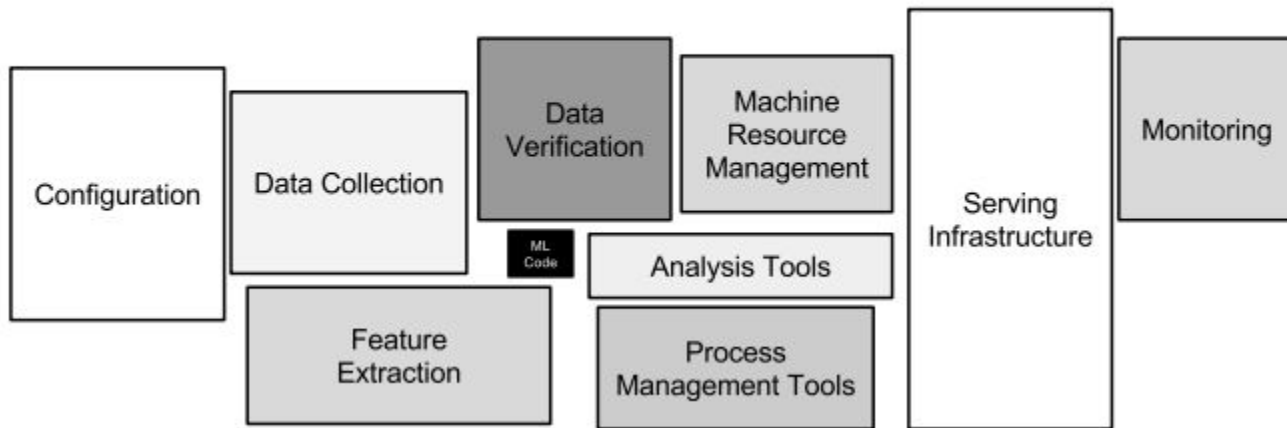 Configuration
Data Collection
Data
Verification
Machine
Resource
Management
Serving
Infrastructure
Monitoring
ML
Code
Analysis Tools
Feature
Extraction
Process
Management Tools